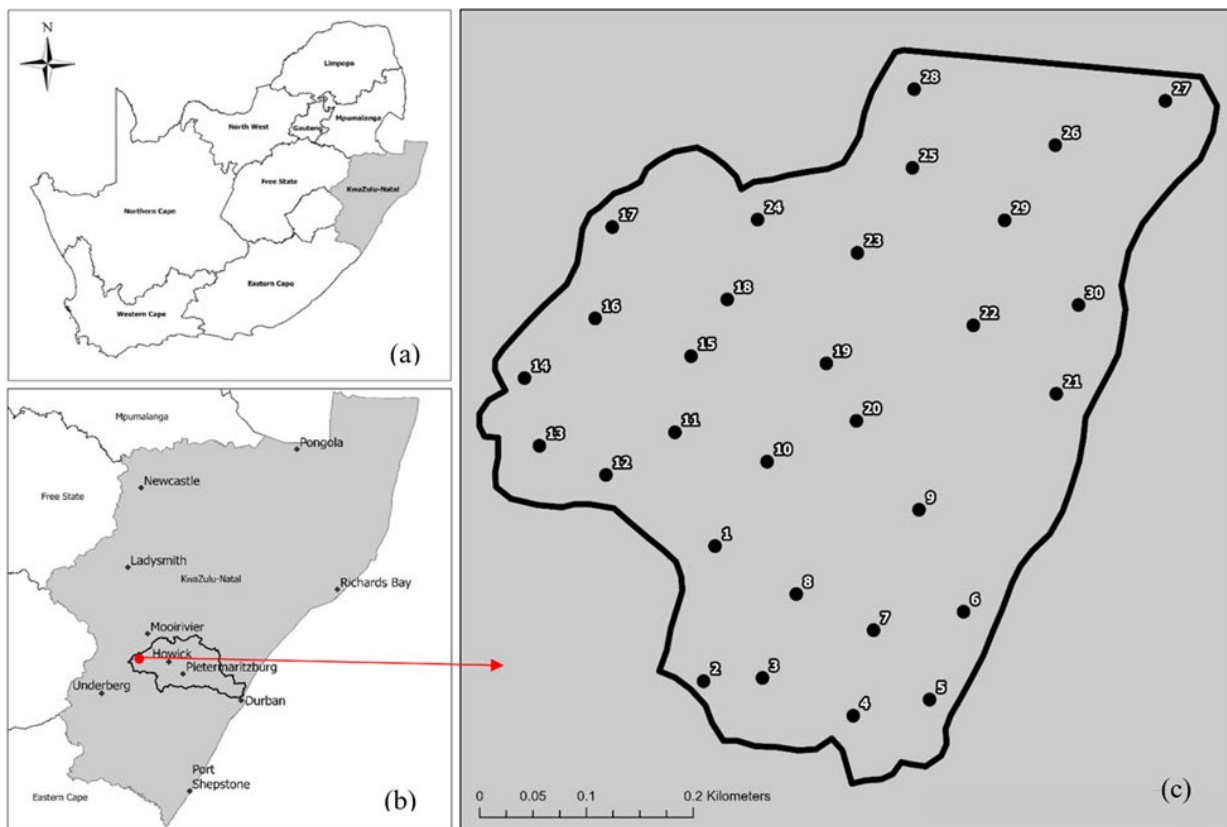 N
Limpopo
Mpumalanga
North West
Gauteng
Free State
KwaZulu-Natal
Northern Cape
Eastern Cape
Western Cape
(a)
Mpumalanga
Pongola
Newcastle
Free State
Ladysmith
KwaZulu-Natal
Richards Bay
Mooirivier
Howick
Pietermaritzburg
Underberg
Durban
Port
Shepstone
Eastern Cape
(b)
28
27
26
25
24
17
29
23
18
30
16
22
15
19
14
21
20
11
13
10
12
9
1
8
6
7
3
2
5
4
0 0.05 0.1 0.2 Kilometers
(c)